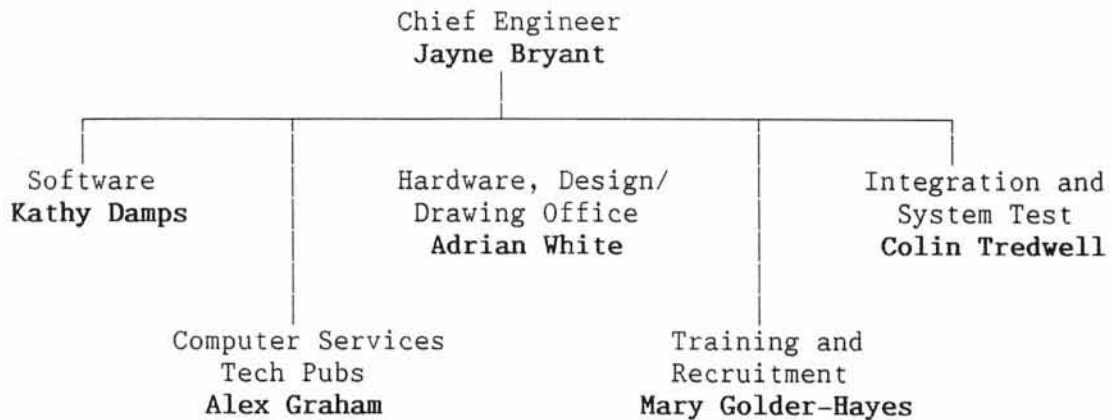 Chief Engineer
Jayne Bryant
Software
Kathy Damps
Hardware, Design/
Drawing Office
Adrian White
Integration and
System Test
Colin Tredwell
Computer Services
Tech Pubs
Alex Graham
Training and
Recruitment
Mary Golder-Hayes